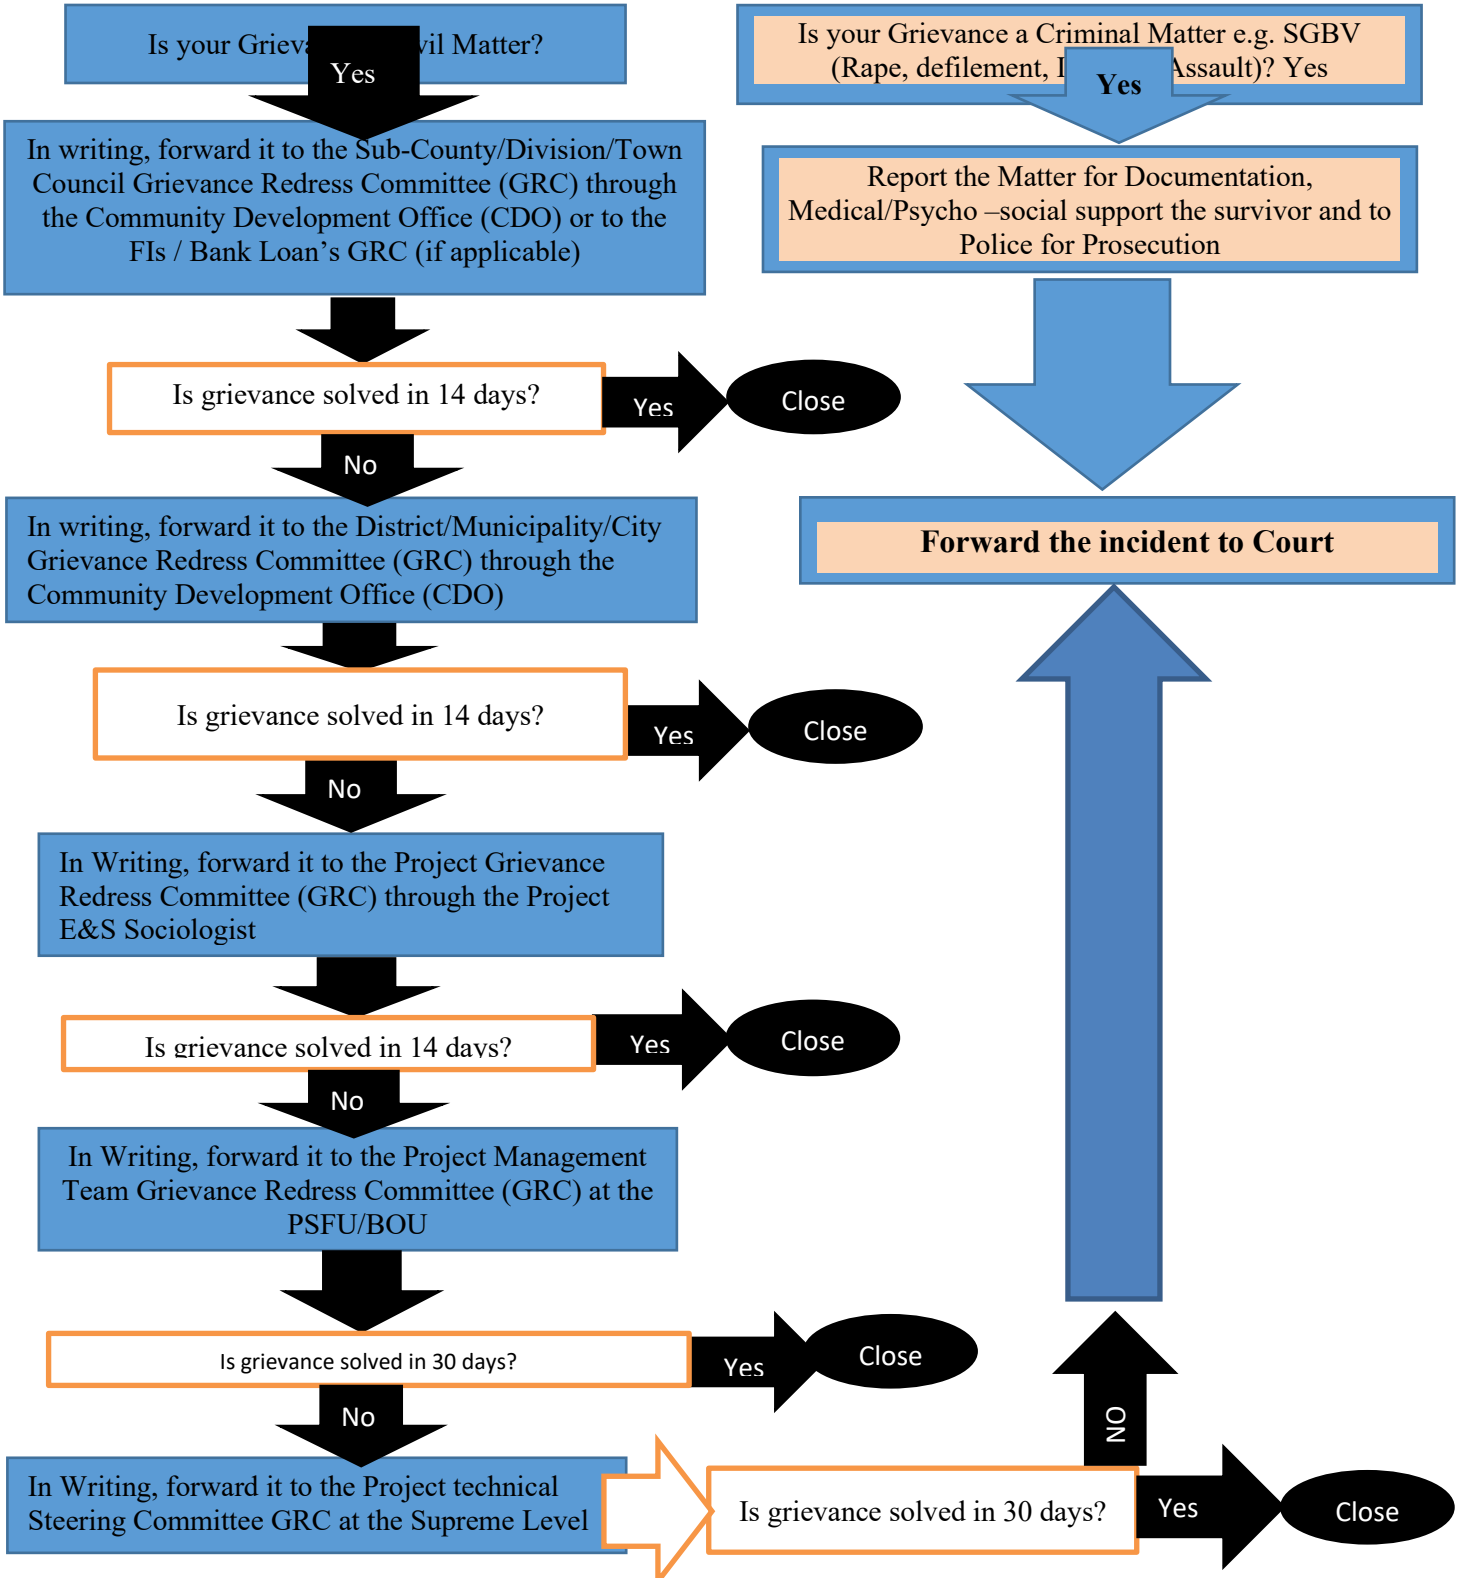 Is your Matter?
Yes
In writing, forward it to the Sub-County/Division/Town
Council Grievance Redress Committee (GRC) through
the Community Development Office (CDO) or to the
FIs / Bank Loan’s GRC (if applicable)
Is grievance solved in 14 days?
Yes
Close
No
In writing, forward it to the District/Municipality/City
Grievance Redress Committee (GRC) through the
Community Development Office (CDO)
Is grievance solved in 14 days?
Yes
Close
No
In Writing, forward it to the Project Grievance
Redress Committee (GRC) through the Project
E&S Sociologist
Is grievance solved in 14 days?
Yes
Close
No
In Writing, forward it to the Project Management
Team Grievance Redress Committee (GRC) at the
PSFU/BOU
Is grievance solved in 30 days?
Yes
Close
No
In Writing, forward it to the Project technical
Steering Committee GRC at the Supreme Level
Is grievance solved in 30 days?
Yes
Close
NO
Is your Grievance a Criminal Matter e.g. SGBV
(Rape, defilement, Assault)? Yes
Yes
Report the Matter for Documentation,
Medical/Psycho –social support the survivor and to
Police for Prosecution
Forward the incident to Court